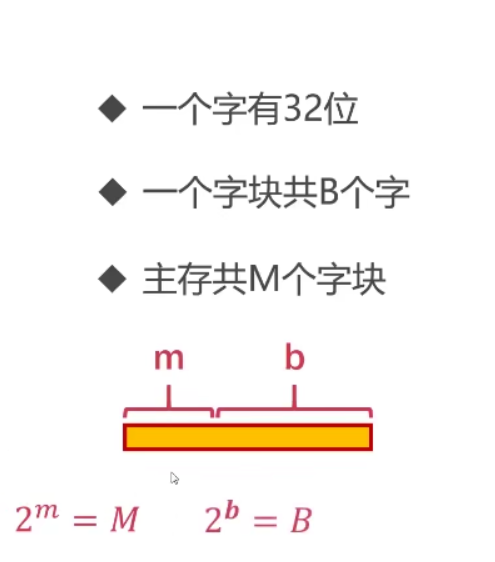 ◆ 一个字有32位
◆ 一个字块共B个字
◆ 主存共M个字块
m b
2^m = M 2^b = B